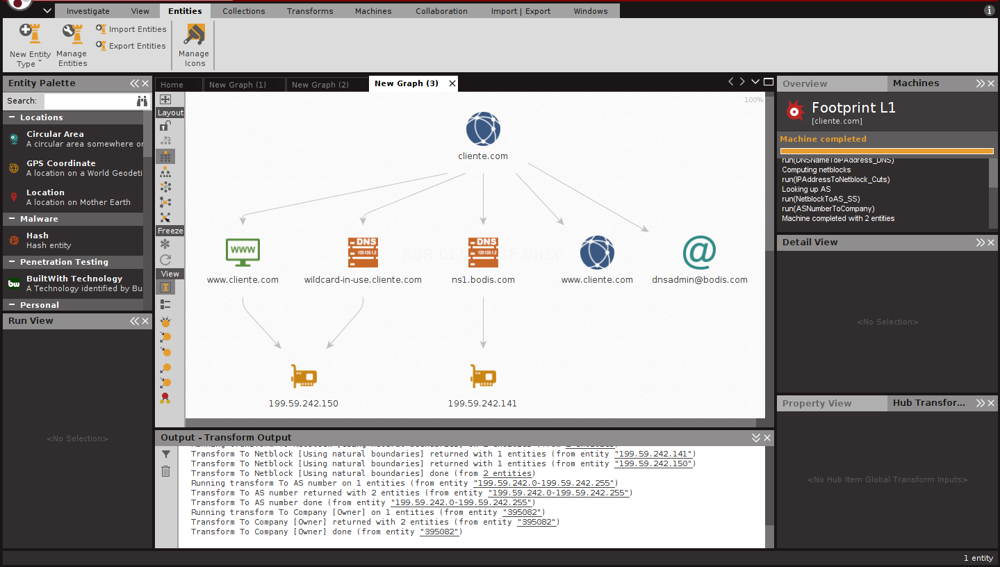 Investigate View Entities Collections Transforms Machines Collaboration Import | Export Windows
New Entity Type
Manage Entities
Import Entities
Export Entities
Manage Icons
Entity Palette
Search:
Locations
Circular Area
A circular area somewhere or
GPS Coordinate
A location on a World Geodeti
Location
A location on Mother Earth
Malware
Hash
Hash entity
Penetration Testing
BuiltWith Technology
A Technology identified by Bu
Personal
Run View
<No Selection>
Home New Graph (1) New Graph (2) New Graph (3)
Layout
Freeze
View
100%
cliente.com
WWW
DNS
DNS
@
FOR DEMO USE ONLY
www.cliente.com
wildcard-in-use.cliente.com
ns1.bodis.com
www.cliente.com
dnsadmin@bodis.com
199.59.242.150
199.59.242.141
Output - Transform Output
Transform To Netblock [Using natural boundaries] returned with 1 entities (from entity "199.59.242.141")
Transform To Netblock [Using natural boundaries] returned with 1 entities (from entity "199.59.242.150")
Transform To Netblock [Using natural boundaries] done (from 2 entities)
Running transform To AS number on 1 entities (from entity "199.59.242.0-199.59.242.255")
Transform To AS number returned with 2 entities (from entity "199.59.242.0-199.59.242.255")
Transform To AS number done (from entity "199.59.242.0-199.59.242.255")
Running transform To Company [Owner] on 1 entities (from entity "395082")
Transform To Company [Owner] returned with 2 entities (from entity "395082")
Transform To Company [Owner] done (from entity "395082")
Overview Machines
Footprint L1
[cliente.com]
Machine completed
run(DNSNameToIPAddress_DNS)
Computing netblocks
run(IPAddressToNetblock_Cuts)
Looking up AS
run(NetblockToAS_SS)
run(ASNumberToCompany)
Machine completed with 2 entities
Detail View
<No Selection>
Property View Hub Transfor...
<No Hub Item Global Transform Inputs>
1 entity